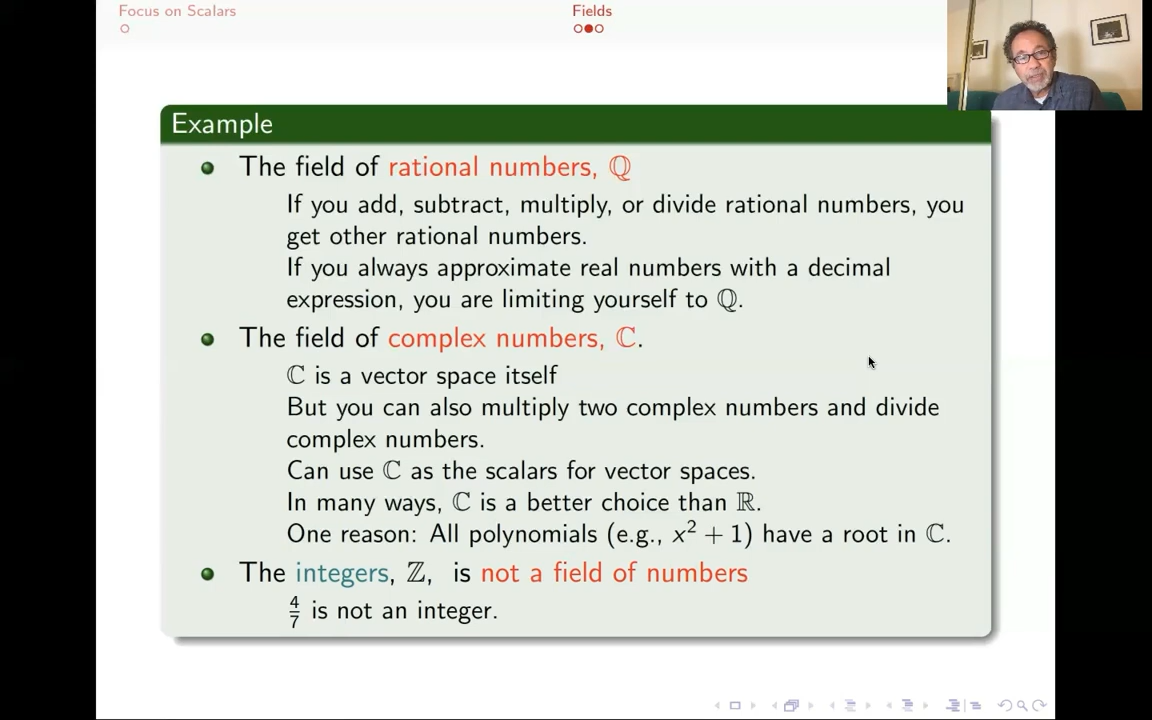 Focus on Scalars
Fields
Example
The field of rational numbers, ℚ
If you add, subtract, multiply, or divide rational numbers, you
get other rational numbers.
If you always approximate real numbers with a decimal
expression, you are limiting yourself to ℚ.
The field of complex numbers, ℂ.
ℂ is a vector space itself
But you can also multiply two complex numbers and divide
complex numbers.
Can use ℂ as the scalars for vector spaces.
In many ways, ℂ is a better choice than ℝ.
One reason: All polynomials (e.g., x² + 1) have a root in ℂ.
The integers, ℤ, is not a field of numbers
4/7 is not an integer.